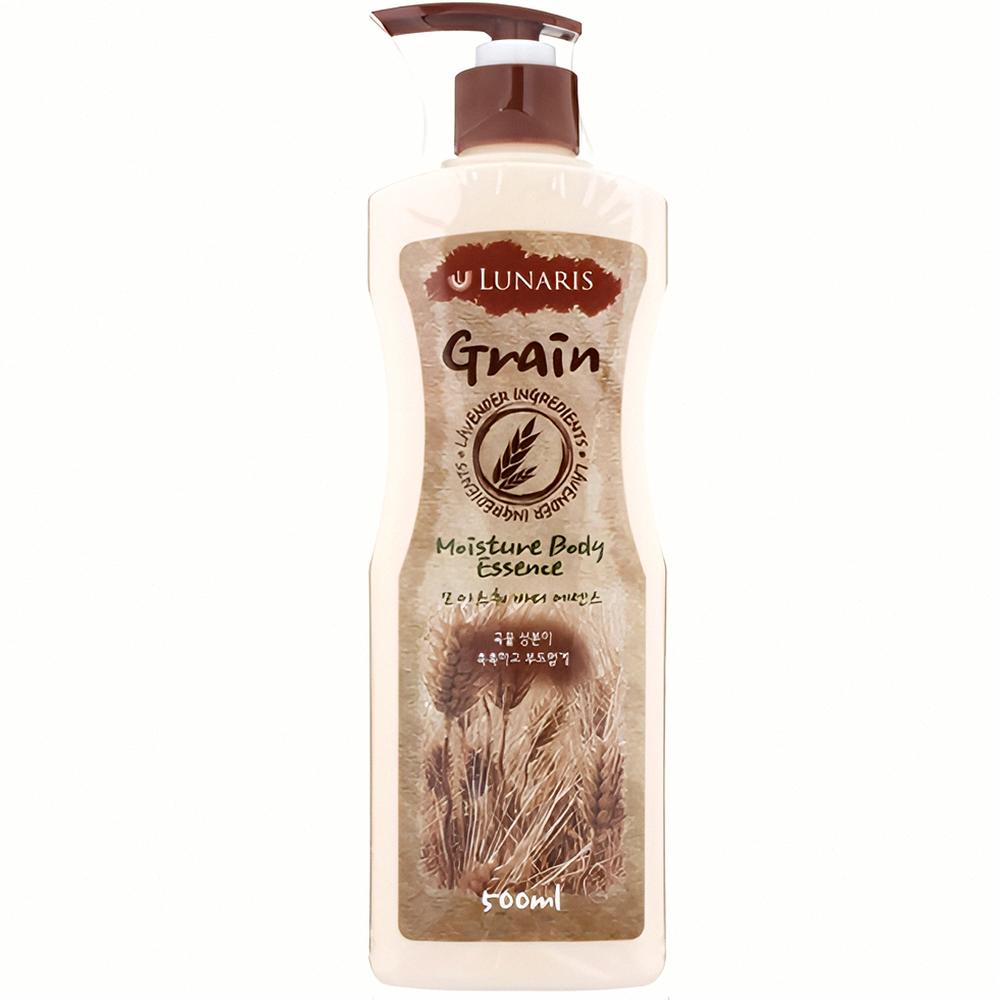 LUNARIS
Grain
LAVENDER INGREDIENTS • LAVENDER INGREDIENTS •
Moisture Body
Essence
모이스춰 바디 에센스
곡물 성분이
촉촉하고 부드럽게
500ml